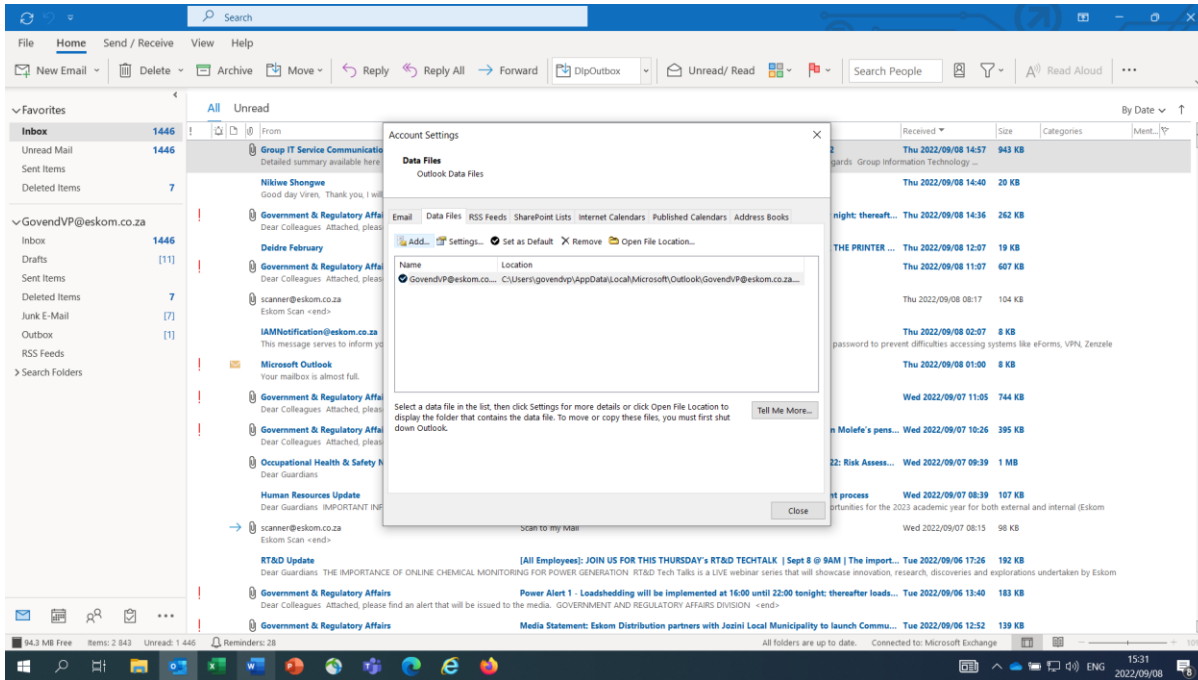 Search
File Home Send / Receive View Help
New Email Delete Archive Move Reply Reply All Forward DlpOutbox Unread/ Read Search People Read Aloud
All Unread By Date
Favorites
Inbox 1446
Unread Mail 1446
Sent Items
Deleted Items 7
GovendVP@eskom.co.za
Inbox 1446
Drafts [11]
Sent Items
Deleted Items 7
Junk E-Mail [7]
Outbox [1]
RSS Feeds
Search Folders
! From Received Size Categories Ment...
Group IT Service Communicatio 2 Thu 2022/09/08 14:57 943 KB
Detailed summary available here gards Group Information Technology ...
Nikiwe Shongwe Thu 2022/09/08 14:40 20 KB
Good day Viren, Thank you, I will
Government & Regulatory Affai night: thereaft... Thu 2022/09/08 14:36 262 KB
Dear Colleagues Attached, pleas
Deidre February THE PRINTER ... Thu 2022/09/08 12:07 19 KB
Government & Regulatory Affai Thu 2022/09/08 11:07 607 KB
Dear Colleagues Attached, pleas
scanner@eskom.co.za Thu 2022/09/08 08:17 104 KB
Eskom Scan <end>
IAMNotification@eskom.co.za Thu 2022/09/08 02:07 8 KB
This message serves to inform yo password to prevent difficulties accessing systems like eForms, VPN, Zenzele
Microsoft Outlook Thu 2022/09/08 01:00 8 KB
Your mailbox is almost full.
Government & Regulatory Affai Wed 2022/09/07 11:05 744 KB
Dear Colleagues Attached, pleas
Government & Regulatory Affai n Molefe's pens... Wed 2022/09/07 10:26 395 KB
Dear Colleagues Attached, pleas
Occupational Health & Safety N 22: Risk Assess... Wed 2022/09/07 09:39 1 MB
Dear Guardians
Human Resources Update nt process Wed 2022/09/07 08:39 107 KB
Dear Guardians IMPORTANT INF ortunities for the 2023 academic year for both external and internal (Eskom
scanner@eskom.co.za Scan to my Mail Wed 2022/09/07 08:15 98 KB
Eskom Scan <end>
RT&D Update [All Employees]: JOIN US FOR THIS THURSDAY's RT&D TECHTALK | Sept 8 @ 9AM | The import... Tue 2022/09/06 17:26 192 KB
Dear Guardians THE IMPORTANCE OF ONLINE CHEMICAL MONITORING FOR POWER GENERATION RT&D Tech Talks is a LIVE webinar series that will showcase innovation, research, discoveries and explorations undertaken by Eskom
Government & Regulatory Affairs Power Alert 1 - Loadshedding will be implemented at 16:00 until 22:00 tonight: thereafter loads... Tue 2022/09/06 13:40 183 KB
Dear Colleagues Attached, please find an alert that will be issued to the media. GOVERNMENT AND REGULATORY AFFAIRS DIVISION <end>
Government & Regulatory Affairs Media Statement: Eskom Distribution partners with Jozini Local Municipality to launch Commu... Tue 2022/09/06 12:52 139 KB
Account Settings
Data Files
Outlook Data Files
Email Data Files RSS Feeds SharePoint Lists Internet Calendars Published Calendars Address Books
Add... Settings... Set as Default Remove Open File Location...
Name Location
GovendVP@eskom.co.... C:\Users\govendvp\AppData\Local\Microsoft\Outlook\GovendVP@eskom.co.za....
Select a data file in the list, then click Settings for more details or click Open File Location to
display the folder that contains the data file. To move or copy these files, you must first shut
down Outlook.
Tell Me More...
Close
94.3 MB Free Items: 2 843 Unread: 1 446 Reminders: 28 All folders are up to date. Connected to: Microsoft Exchange
ENG 15:31
2022/09/08